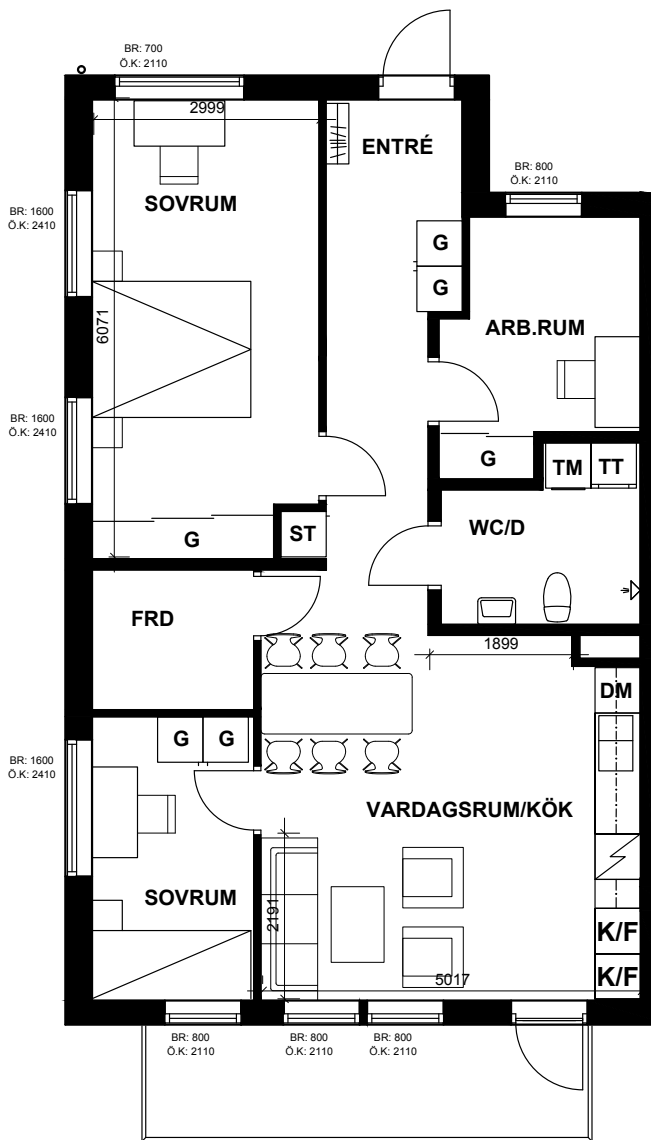 BR: 700
Ö.K: 2110
2999
ENTRÉ
BR: 800
Ö.K: 2110
SOVRUM
BR: 1600
Ö.K: 2410
G
G
6071
ARB.RUM
BR: 1600
Ö.K: 2410
G
TM
TT
ST
WC/D
G
FRD
1899
DM
G
G
BR: 1600
Ö.K: 2410
VARDAGSRUM/KÖK
SOVRUM
2191
K/F
K/F
5017
BR: 800
Ö.K: 2110
BR: 800
Ö.K: 2110
BR: 800
Ö.K: 2110